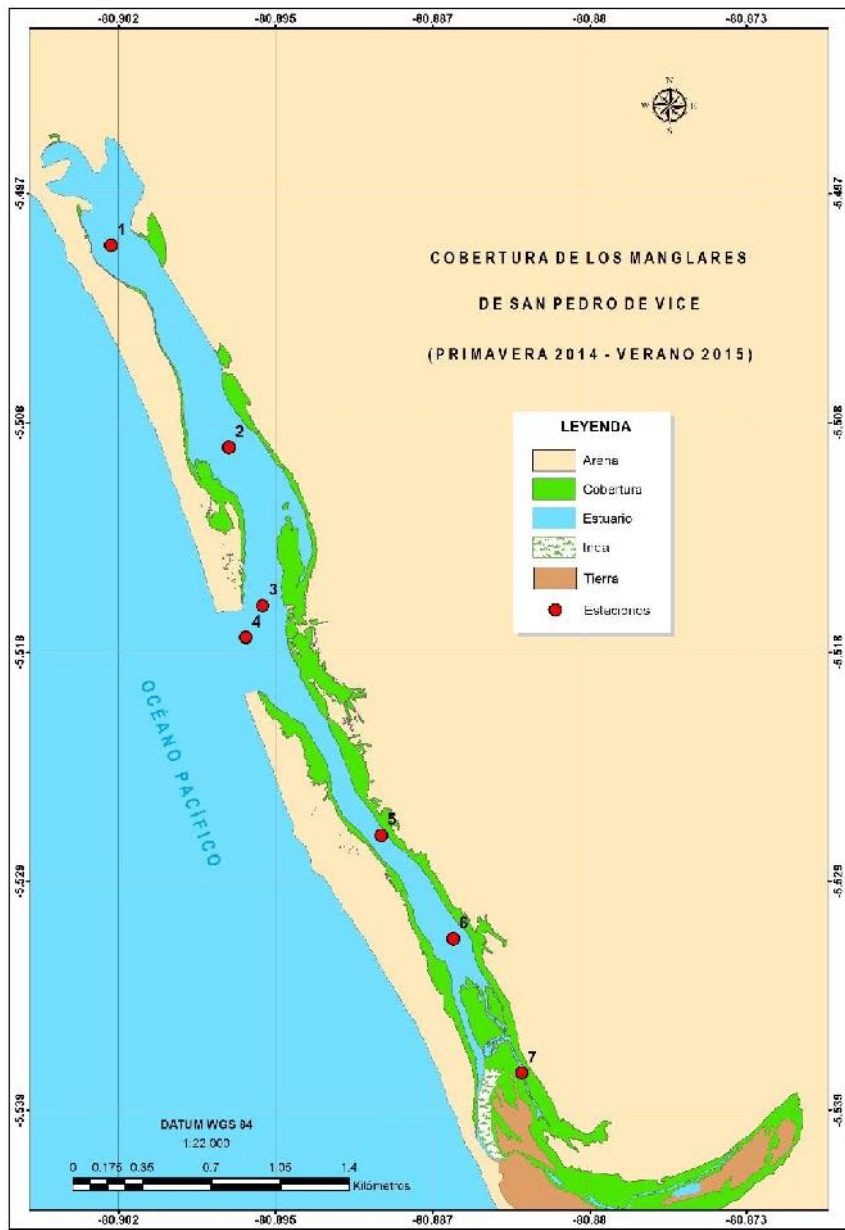 -80.902 -80.895 -80.887 -80.88 -80.873
N
W E
S
-5.497 -5.497
1
COBERTURA DE LOS MANGLARES
DE SAN PEDRO DE VICE
(PRIMAVERA 2014 - VERANO 2015)
-5.508 -5.508
2
LEYENDA
Arena
Cobertura
Estuario
Inea
Tierra
Estaciones
3
4
-5.518 -5.518
OCÉANO PACÍFICO
5
-5.529 -5.529
6
7
-5.539 -5.539
DATUM WGS 84
1:22 000
0 0.175 0.35 0.7 1.05 1.4
Kilómetros
-80.902 -80.895 -80.887 -80.88 -80.873